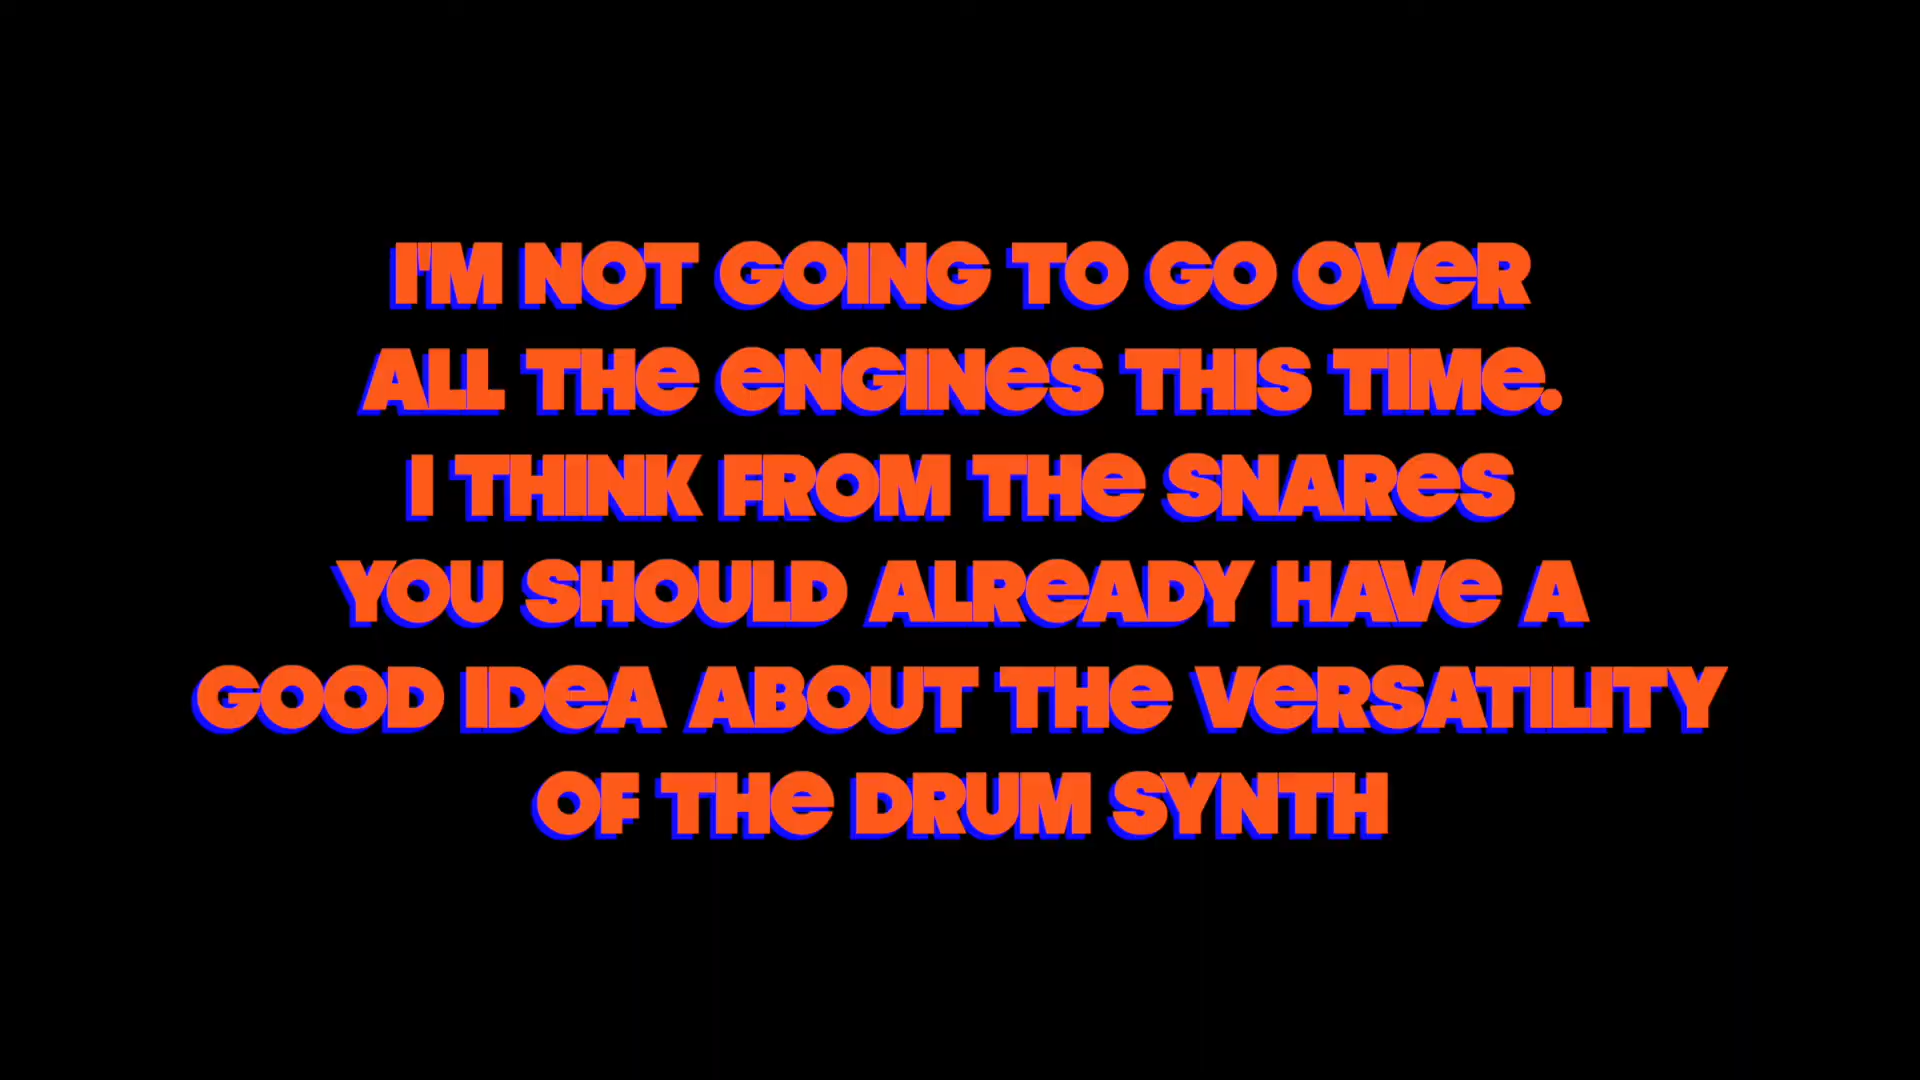 I'M NOT GOING TO GO OVER
ALL THE ENGINES THIS TIME.
I THINK FROM THE SNARES
YOU SHOULD ALREADY HAVE A
GOOD IDEA ABOUT THE VERSATILITY
OF THE DRUM SYNTH